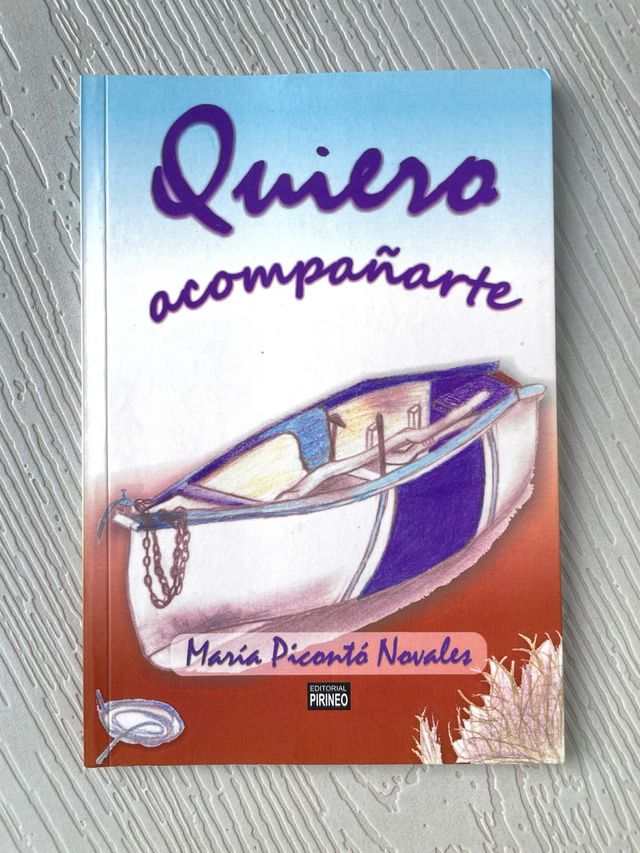 Quiero
acompañarte
María Picontó Novales
EDITORIAL
PIRINEO